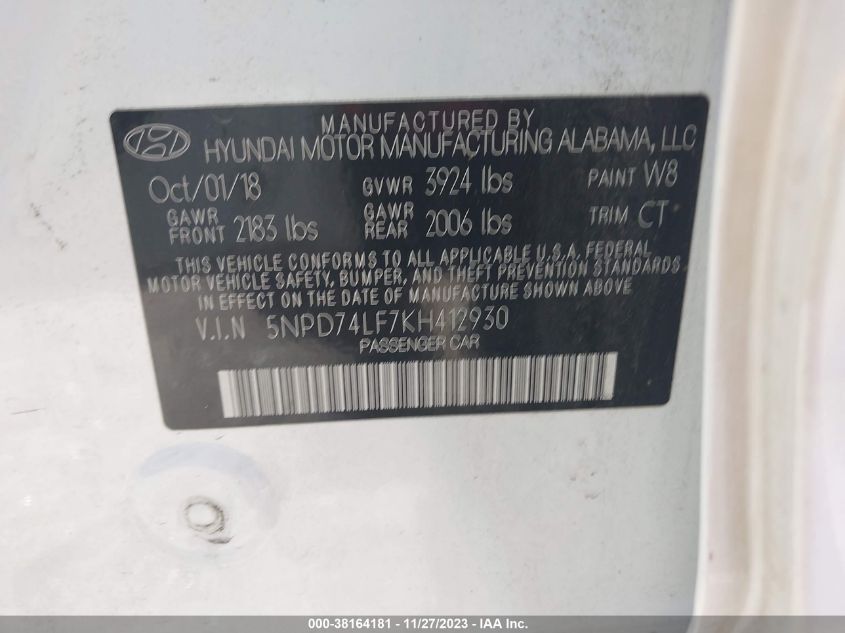 MANUFACTURED BY
HYUNDAI MOTOR MANUFACTURING ALABAMA, LLC
Oct/01/18 GVWR 3924 lbs PAINT W8
GAWR FRONT 2183 lbs GAWR REAR 2006 lbs TRIM CT
THIS VEHICLE CONFORMS TO ALL APPLICABLE U.S.A. FEDERAL
MOTOR VEHICLE SAFETY, BUMPER, AND THEFT PREVENTION STANDARDS
IN EFFECT ON THE DATE OF MANUFACTURE SHOWN ABOVE
V.I.N 5NPD74LF7KH412930
PASSENGER CAR
000-38164181 - 11/27/2023 - IAA Inc.